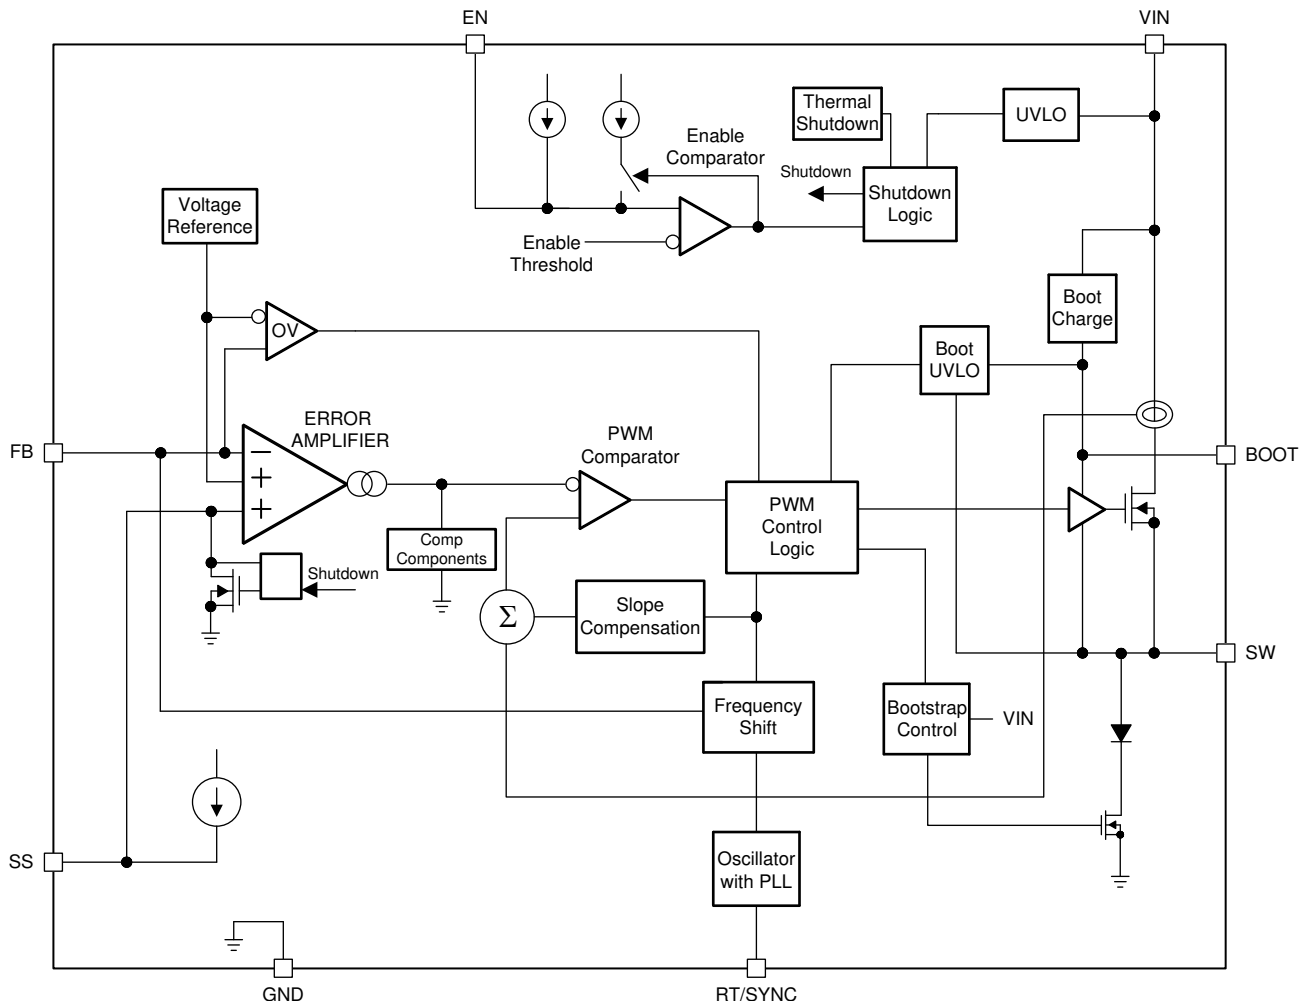 EN
VIN
Thermal
Shutdown
UVLO
Enable
Comparator
Shutdown
Shutdown
Logic
Voltage
Reference
Enable
Threshold
Boot
Charge
OV
Boot
UVLO
ERROR
AMPLIFIER
PWM
Comparator
FB
BOOT
−
+
+
PWM
Control
Logic
Comp
Components
Shutdown
Σ
Slope
Compensation
SW
Frequency
Shift
Bootstrap
Control
VIN
SS
Oscillator
with PLL
GND
RT/SYNC